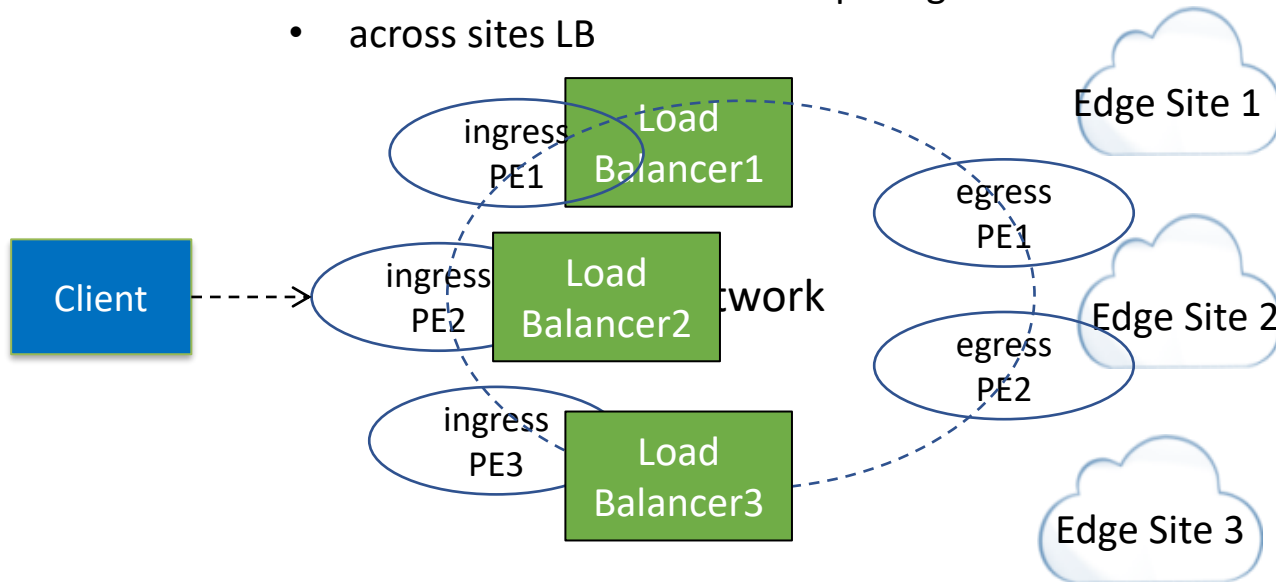 • across sites LB
Edge Site 1
ingress
PE1
Load
Balancer1
egress
PE1
Client
ingress
PE2
Load
Balancer2
twork
Edge Site 2
egress
PE2
ingress
PE3
Load
Balancer3
Edge Site 3